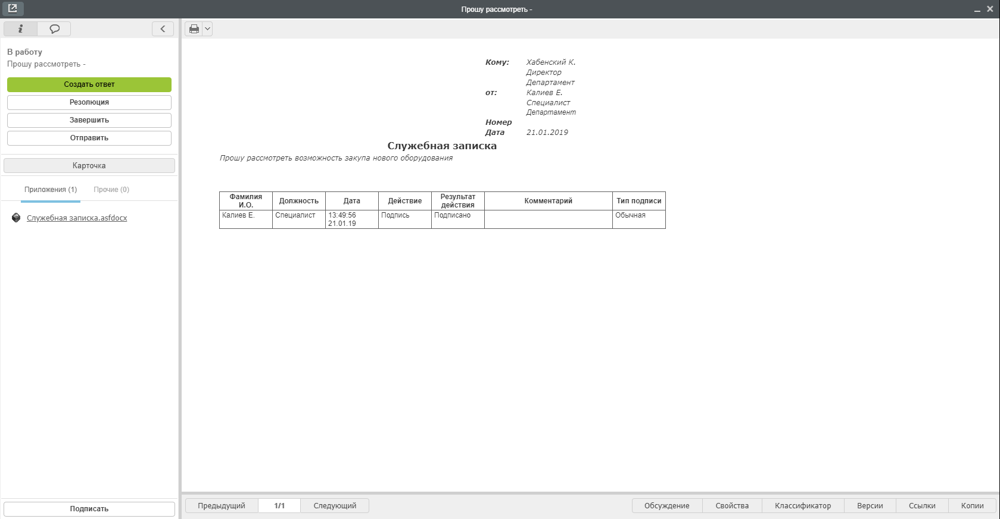 Прошу рассмотреть -
В работу
Прошу рассмотреть -
Создать ответ
Резолюция
Завершить
Отправить
Карточка
Приложения (1) Прочие (0)
Служебная записка.asfdocx
Подписать
Кому: Хабенский К.
Директор
Департамент
от: Калиев Е.
Специалист
Департамент
Номер
Дата 21.01.2019
Служебная записка
Прошу рассмотреть возможность закупа нового оборудования
Фамилия И.О. Должность Дата Действие Результат действия Комментарий Тип подписи
Калиев Е. Специалист 13:49:56 21.01.19 Подпись Подписано Обычная
Предыдущий 1/1 Следующий Обсуждение Свойства Классификатор Версии Ссылки Копии